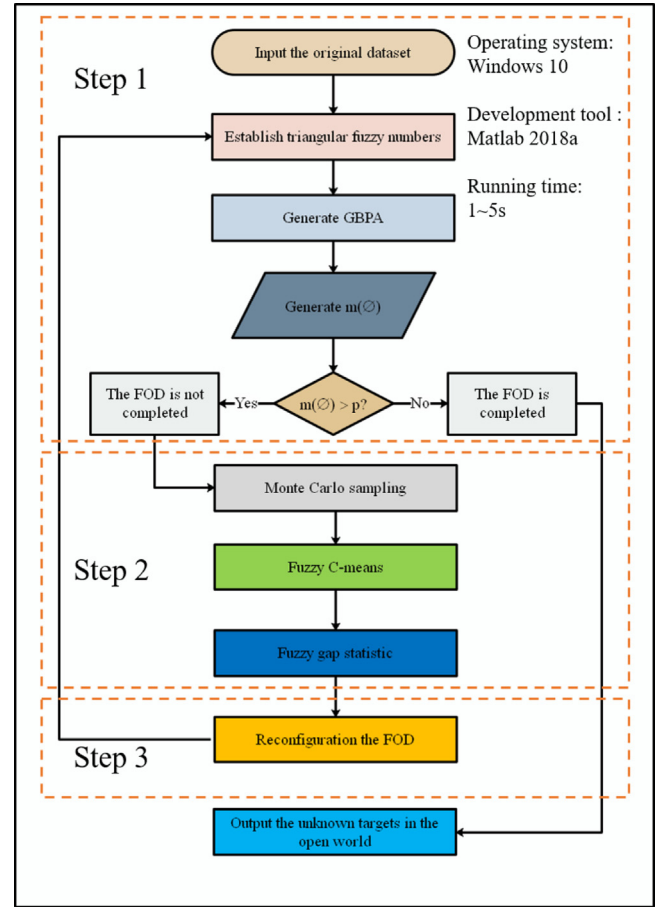 Step 1
Input the original dataset
Operating system:
Windows 10
Establish triangular fuzzy numbers
Development tool :
Matlab 2018a
Generate GBPA
Running time:
1~5s
Generate m(∅)
The FOD is not
completed
Yes
m(∅) > p?
No
The FOD is
completed
Step 2
Monte Carlo sampling
Fuzzy C-means
Fuzzy gap statistic
Step 3
Reconfiguration the FOD
Output the unknown targets in the
open world